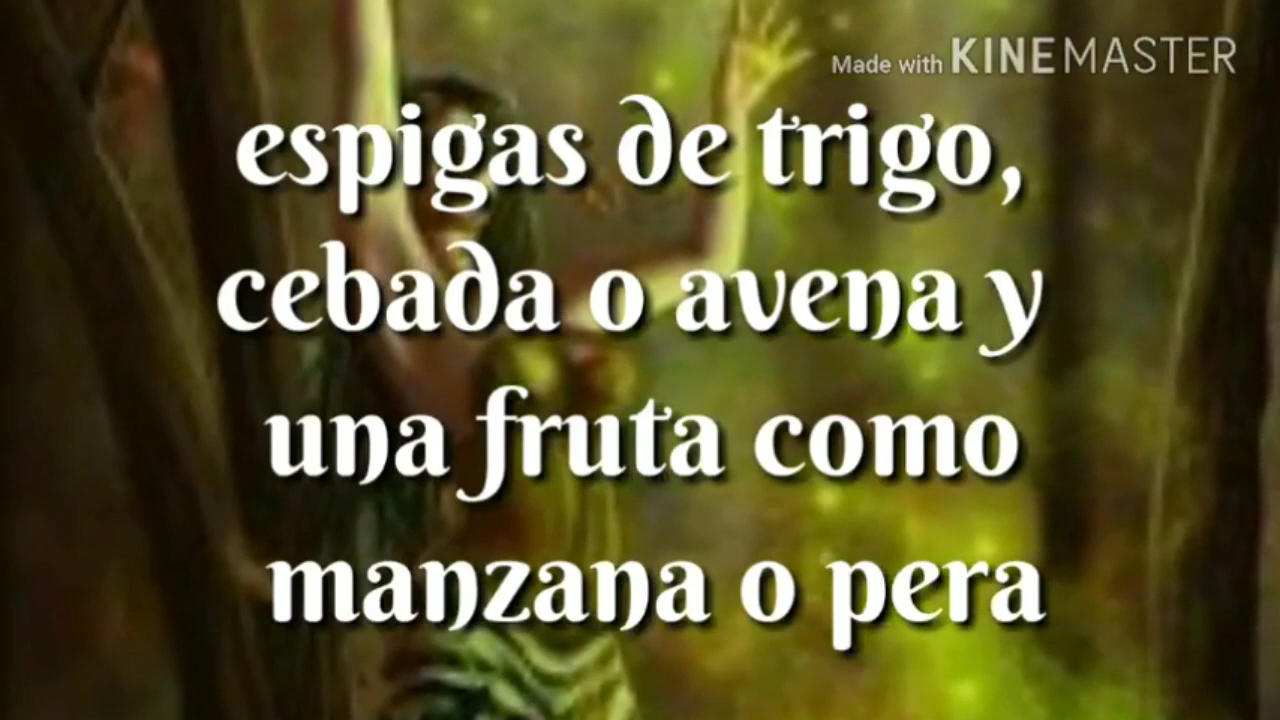 Made with KINEMASTER
espigas de trigo,
cebada o avena y
una fruta como
manzana o pera